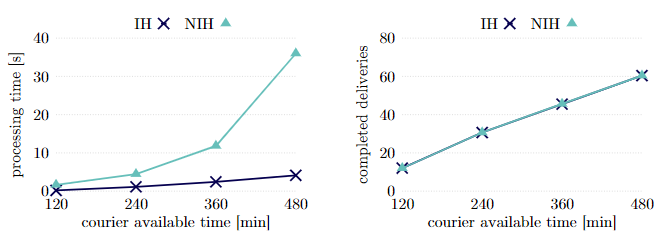 IH NIH
processing time [s]
40
30
20
10
0
120 240 360 480
courier available time [min]
IH NIH
completed deliveries
80
60
40
20
0
120 240 360 480
courier available time [min]